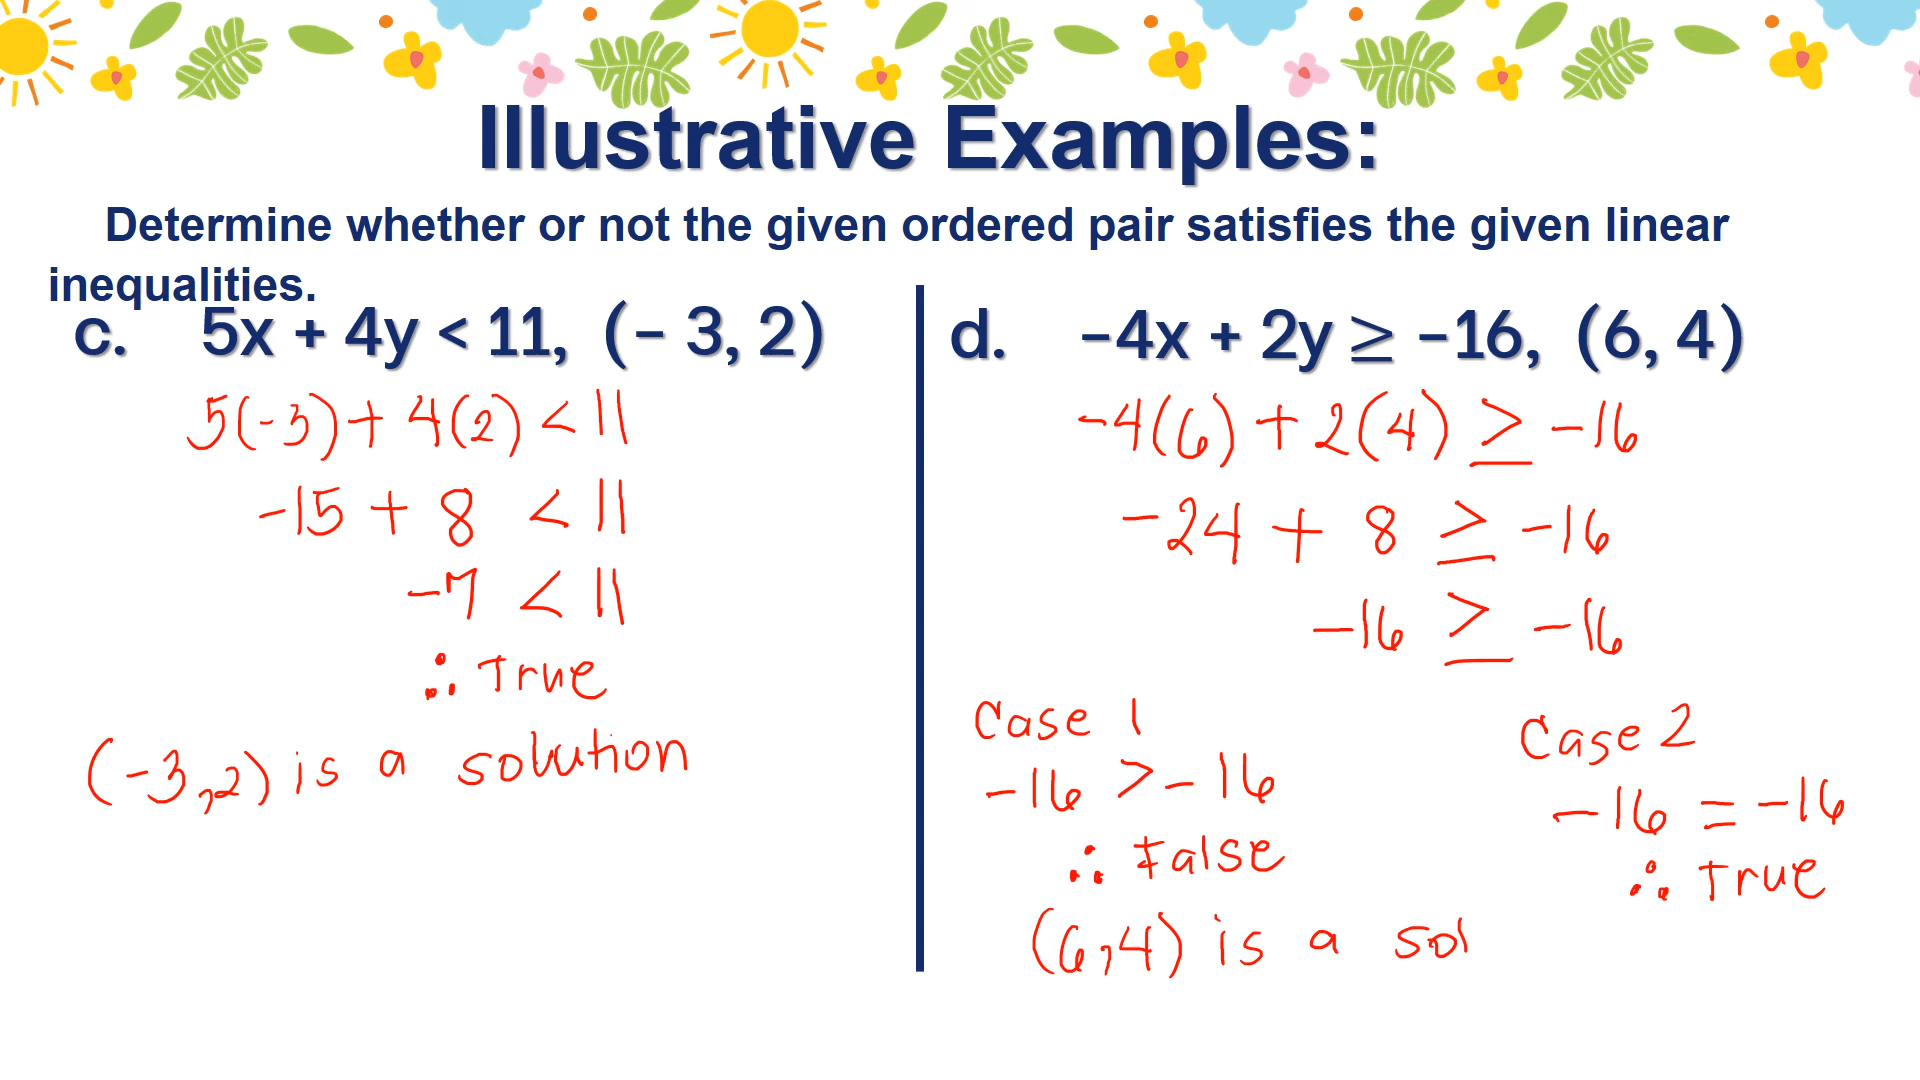 Illustrative Examples:
Determine whether or not the given ordered pair satisfies the given linear
inequalities.
c. 5x + 4y < 11, (– 3, 2)
5(-3) + 4(2) < 11
-15 + 8 < 11
-7 < 11
∴ True
(-3,2) is a solution
d. –4x + 2y ≥ –16, (6, 4)
-4(6) + 2(4) ≥ -16
-24 + 8 ≥ -16
-16 ≥ -16
Case 1
-16 > -16
∴ False
Case 2
-16 = -16
∴ True
(6,4) is a sol